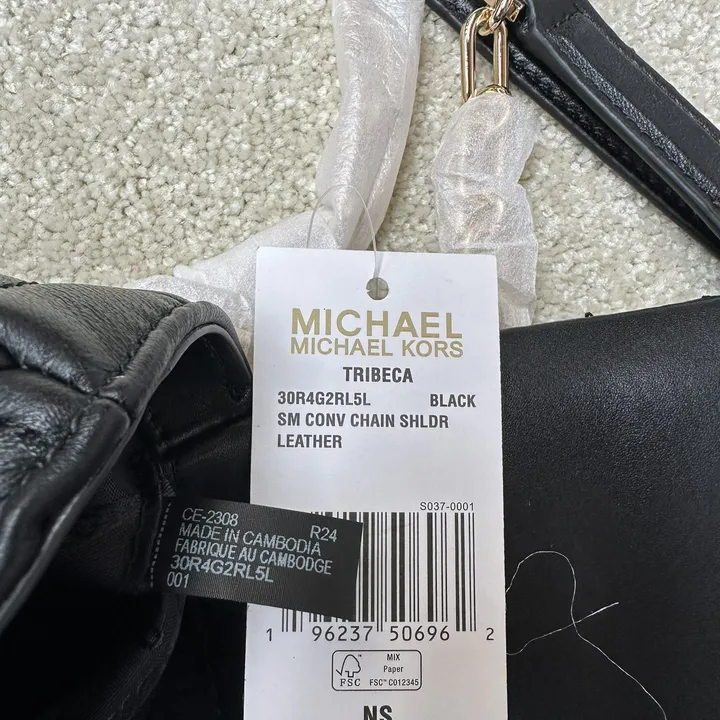 MICHAEL
MICHAEL KORS
TRIBECA
30R4G2RL5L BLACK
SM CONV CHAIN SHLDR
LEATHER
S037-0001
CE-2308 R24
MADE IN CAMBODIA
FABRIQUE AU CAMBODGE
30R4G2RL5L
001
1 96237 50696 2
FSC
MIX
Paper
FSC™ C012345
NS